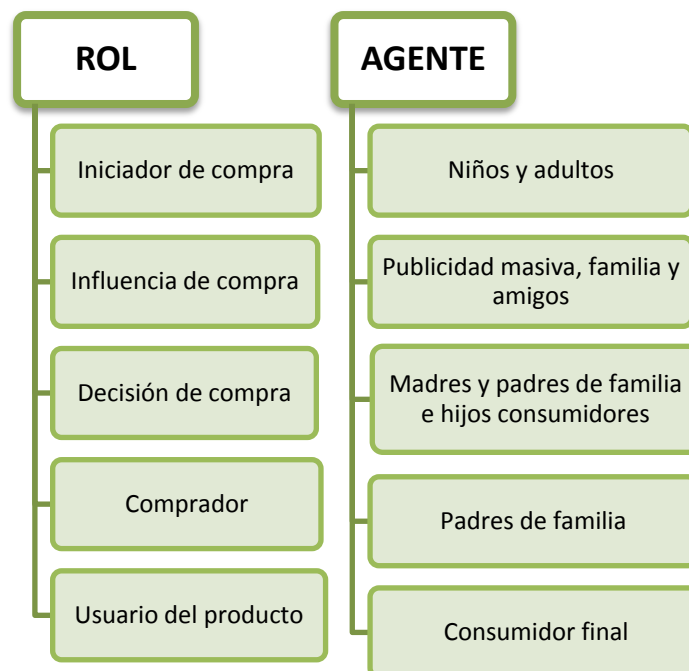 ROL
Iniciador de compra
Influencia de compra
Decisión de compra
Comprador
Usuario del producto
AGENTE
Niños y adultos
Publicidad masiva, familia y
amigos
Madres y padres de familia
e hijos consumidores
Padres de familia
Consumidor final